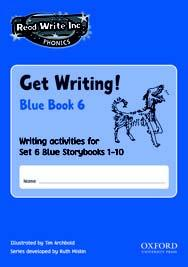 Read Write Inc.
PHONICS
Get Writing!
Blue Book 6
Writing activities for
Set 6 Blue Storybooks 1-10
Name
Illustrated by Tim Archbold
Series developed by Ruth Miskin
OXFORD
UNIVERSITY PRESS